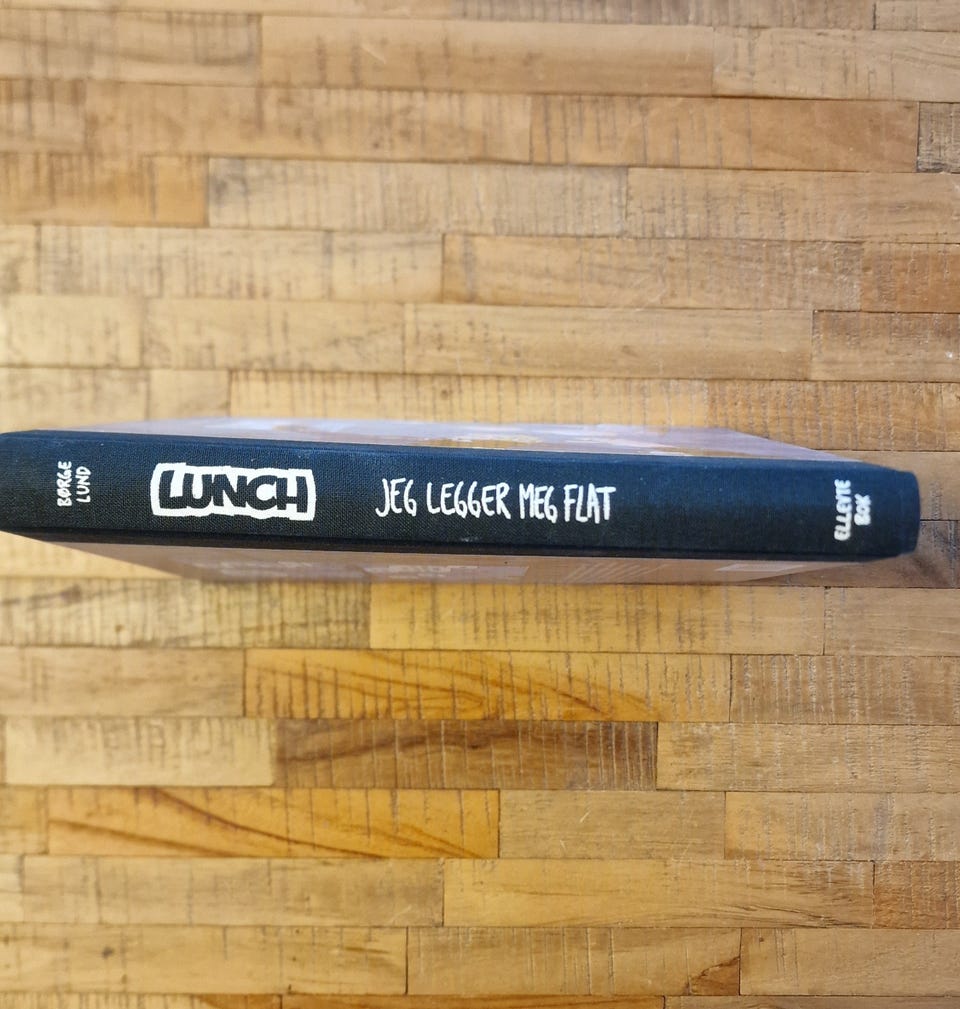 BØRGE
LUND
LUNCH
JEG LEGGER MEG FLAT
ELLEVTE
BOK